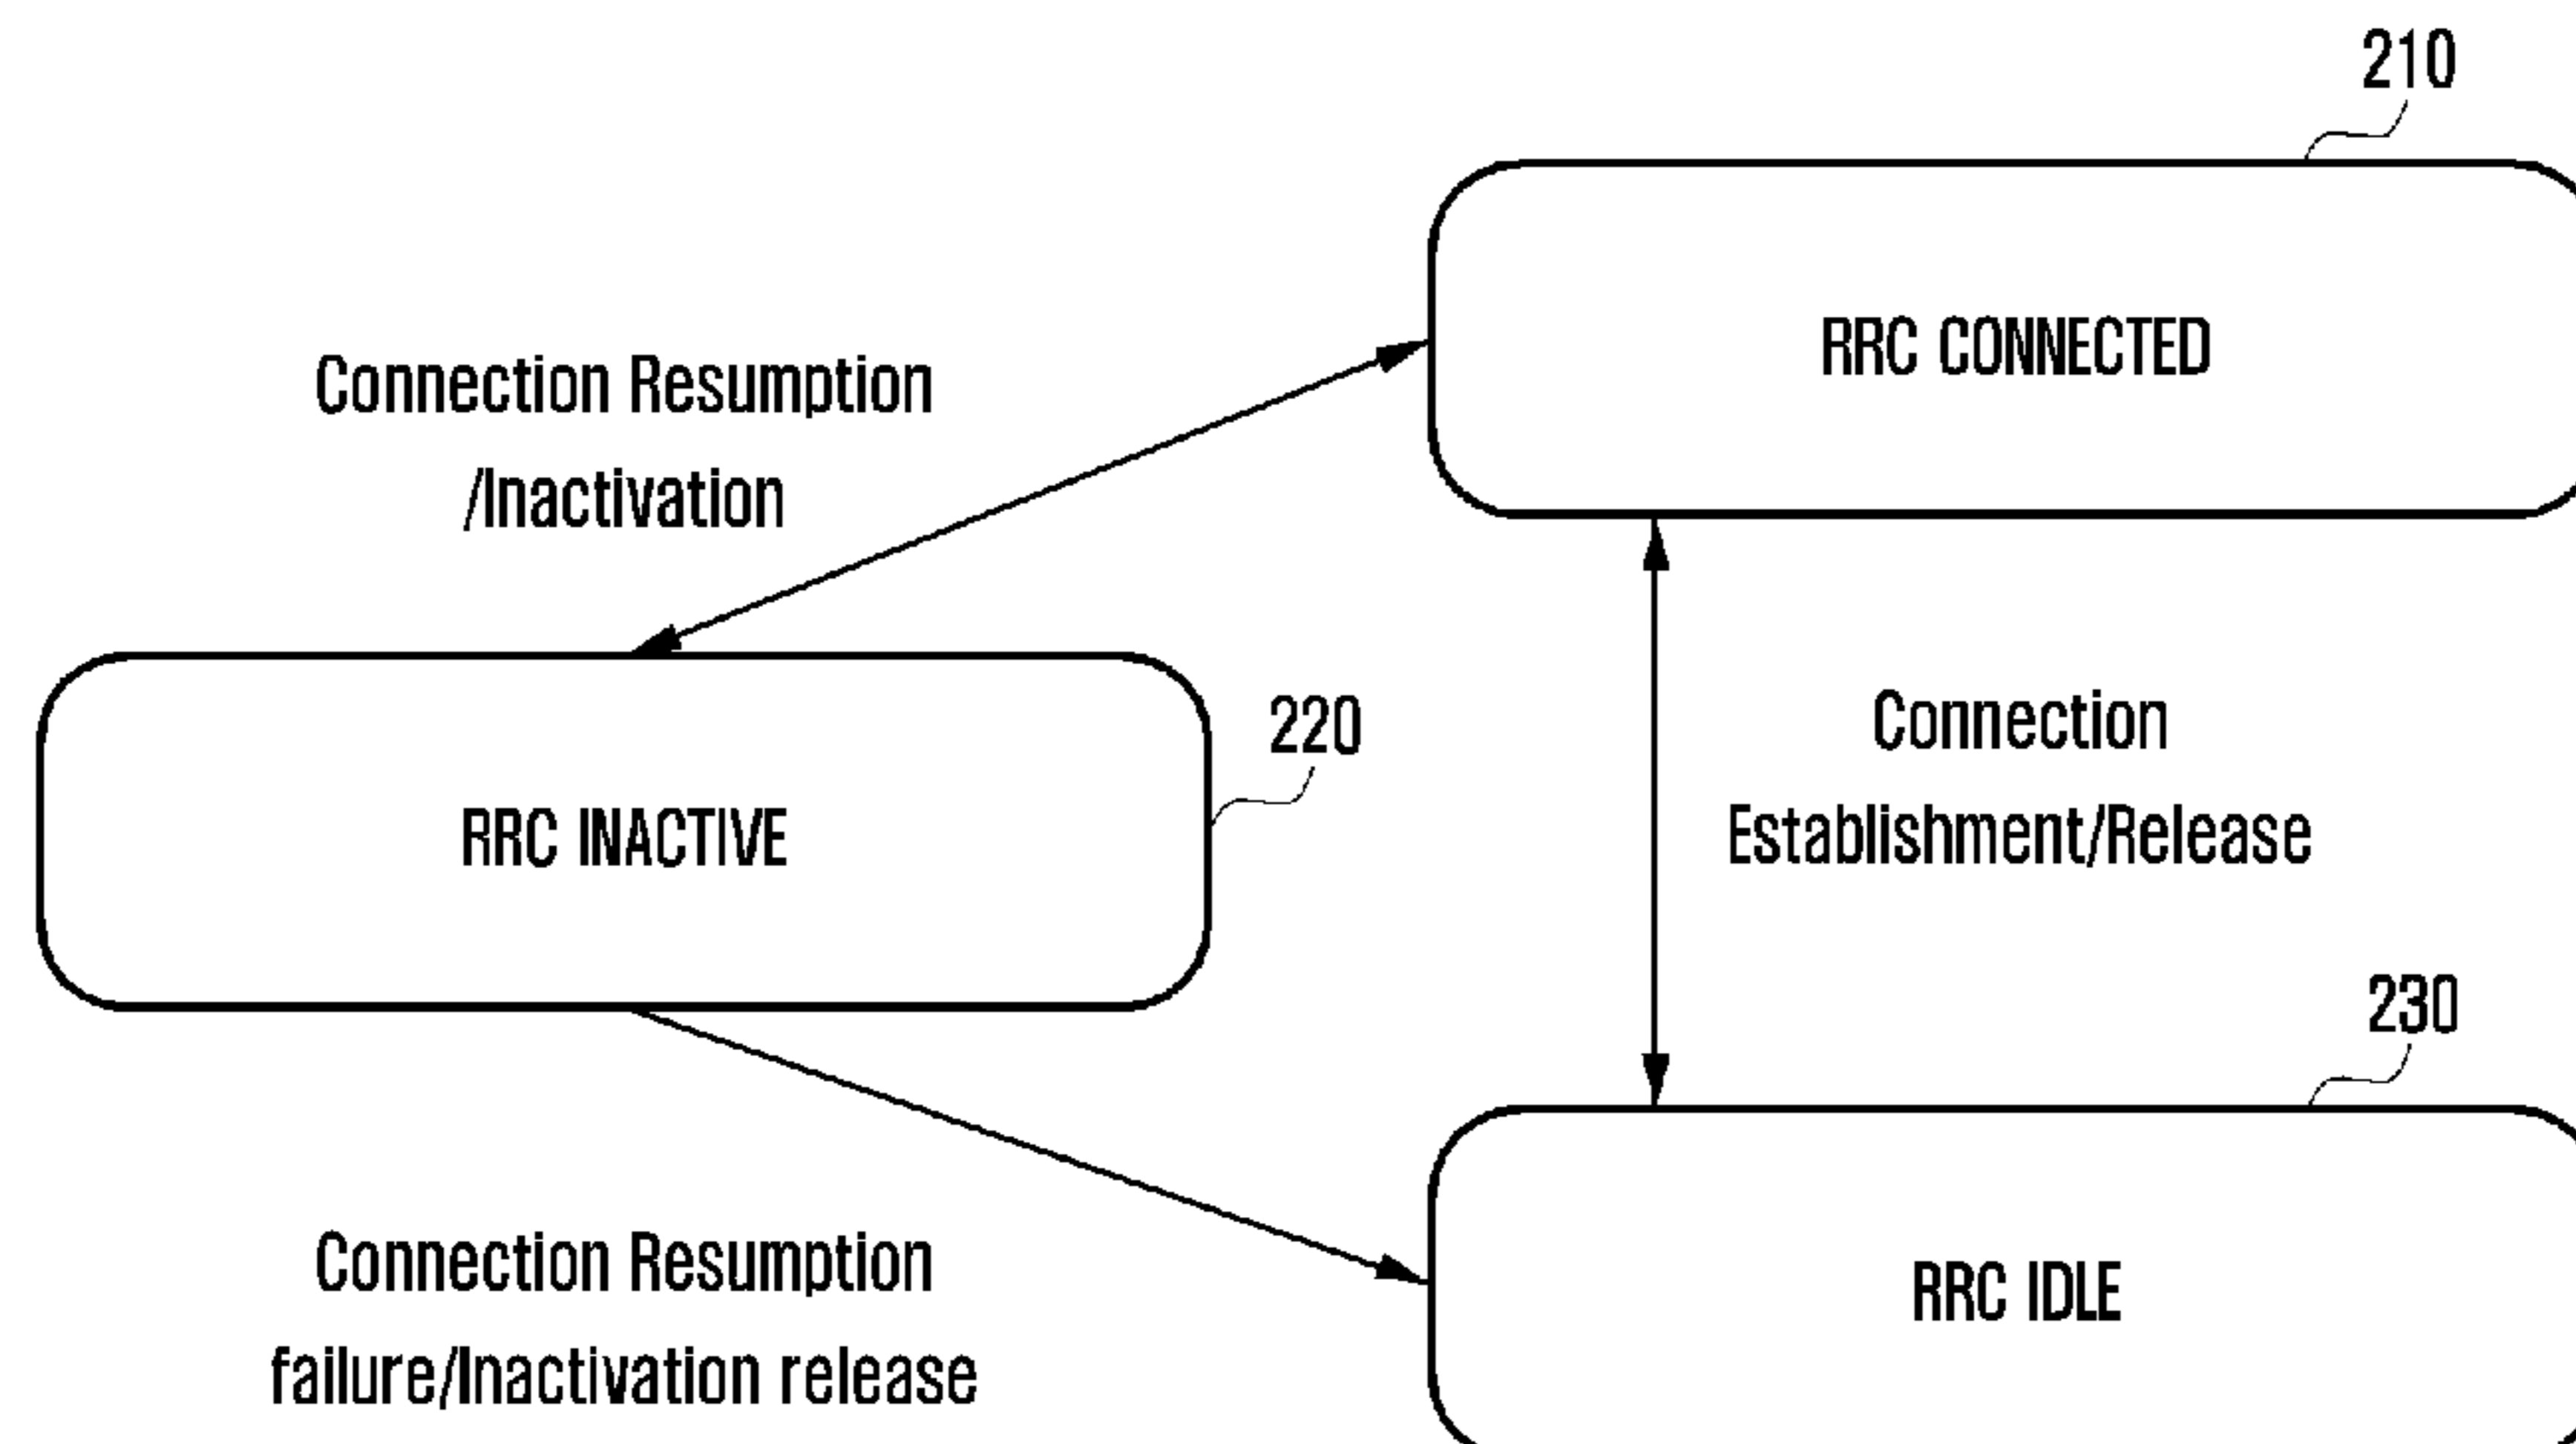 210
RRC CONNECTED
Connection Resumption
/Inactivation
220
RRC INACTIVE
Connection
Establishment/Release
230
RRC IDLE
Connection Resumption
failure/Inactivation release